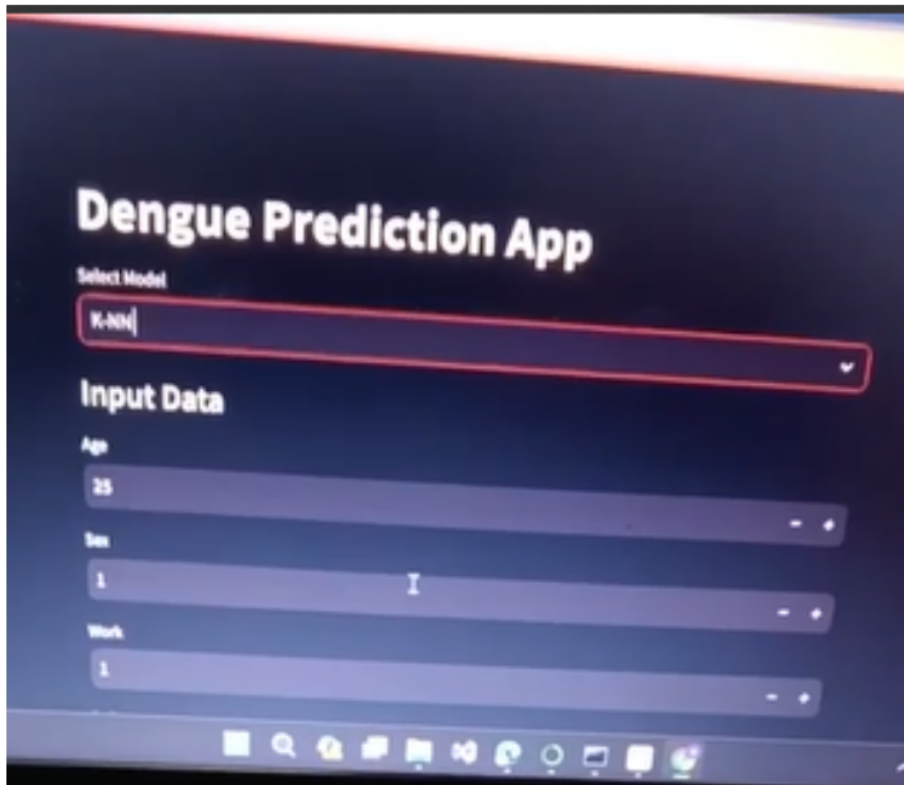 Dengue Prediction App
Select Model
K-NN
Input Data
Age
25
Sex
1
Work
1